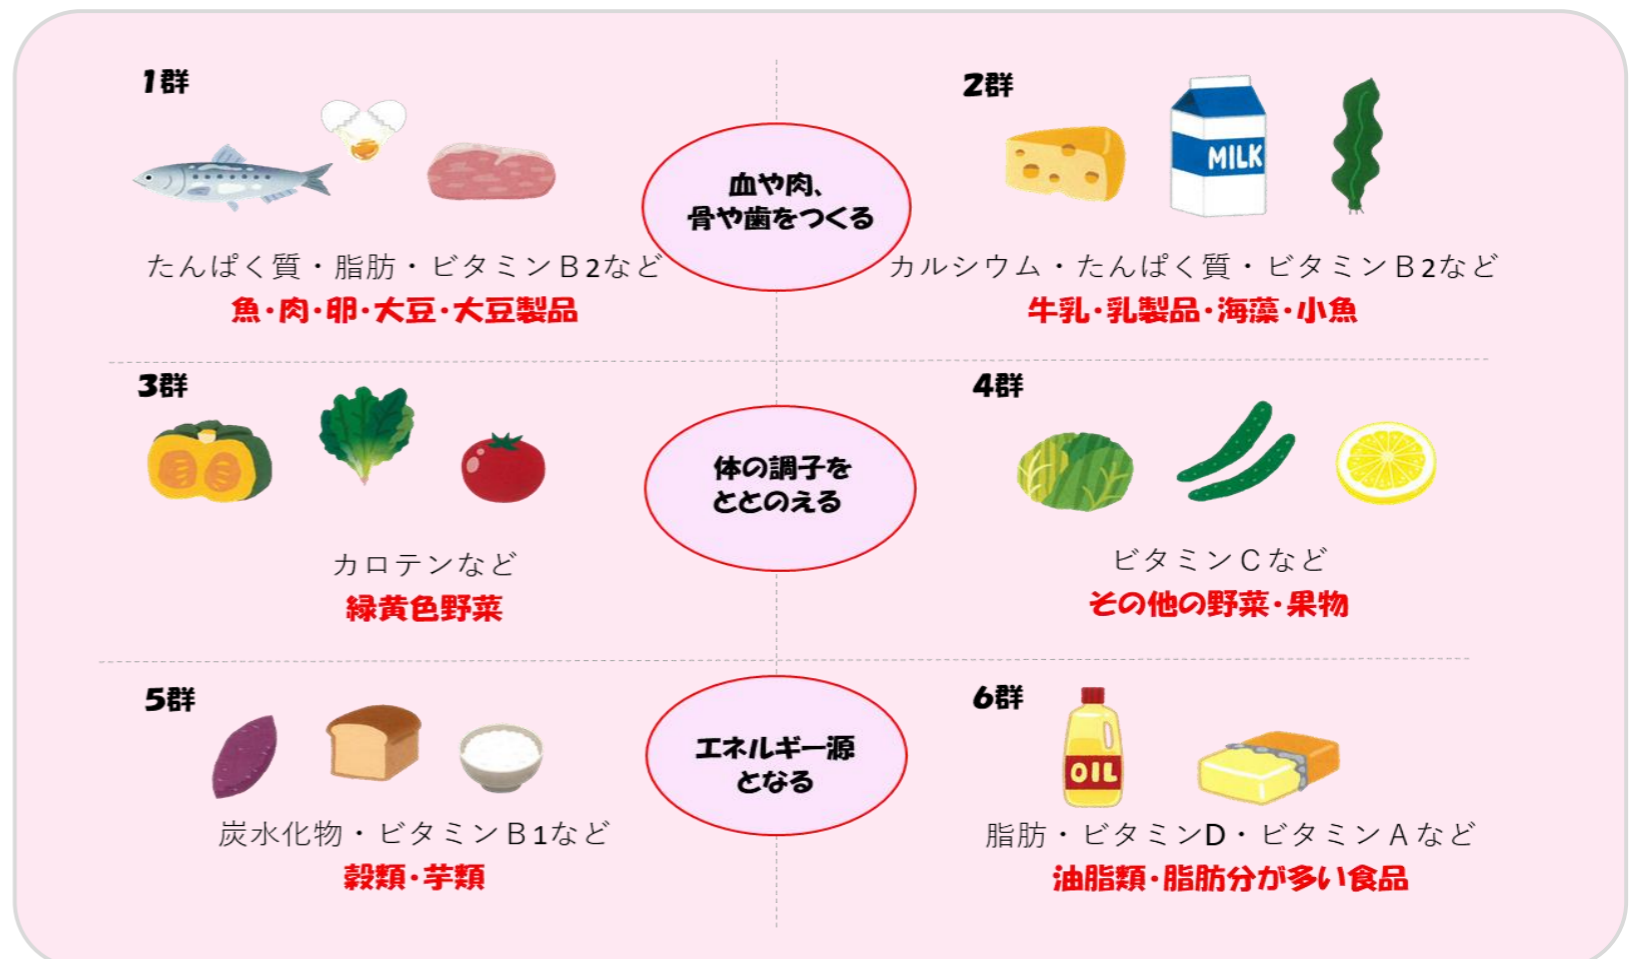 1群
2群
MILK
血や肉、
骨や歯をつくる
たんぱく質・脂肪・ビタミンB2など
カルシウム・たんぱく質・ビタミンB2など
魚・肉・卵・大豆・大豆製品
牛乳・乳製品・海藻・小魚
3群
4群
体の調子を
ととのえる
カロテンなど
ビタミンCなど
緑黄色野菜
その他の野菜・果物
5群
6群
エネルギー源
となる
OIL
炭水化物・ビタミンB1など
脂肪・ビタミンD・ビタミンAなど
穀類・芋類
油脂類・脂肪分が多い食品